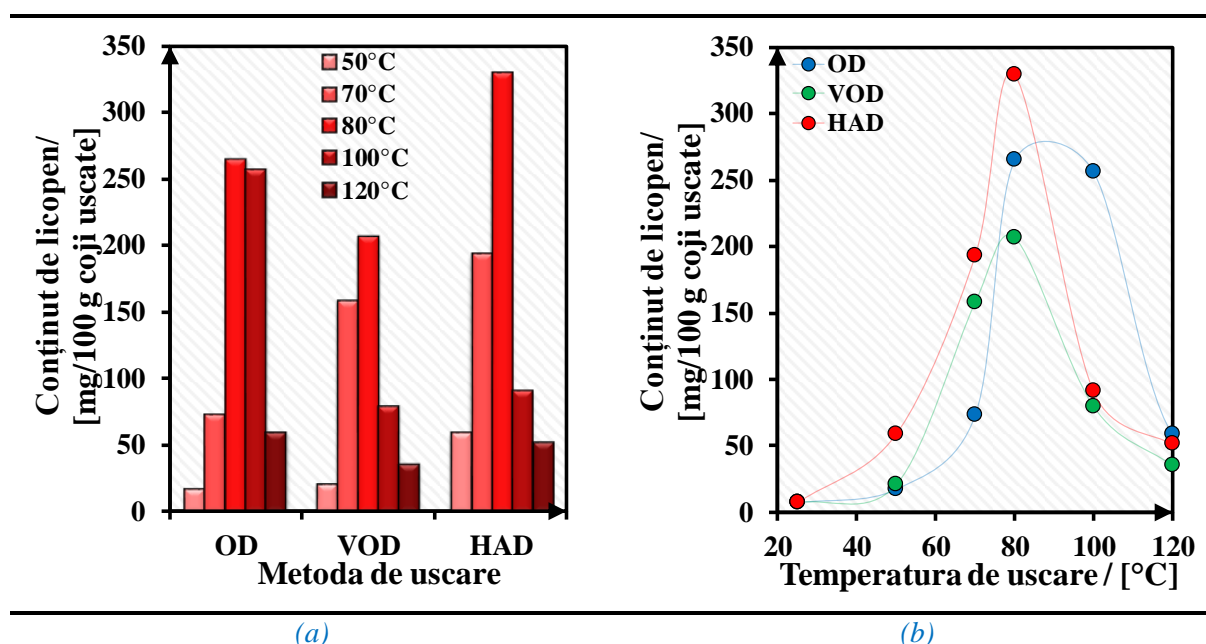 350
300
250
200
150
100
50
0
Conținut de licopen/
[mg/100 g coji uscate]
50°C
70°C
80°C
100°C
120°C
OD VOD HAD
Metoda de uscare
(a)
350
300
250
200
150
100
50
0
Conținut de licopen/
[mg/100 g coji uscate]
OD
VOD
HAD
20 40 60 80 100 120
Temperatura de uscare / [°C]
(b)